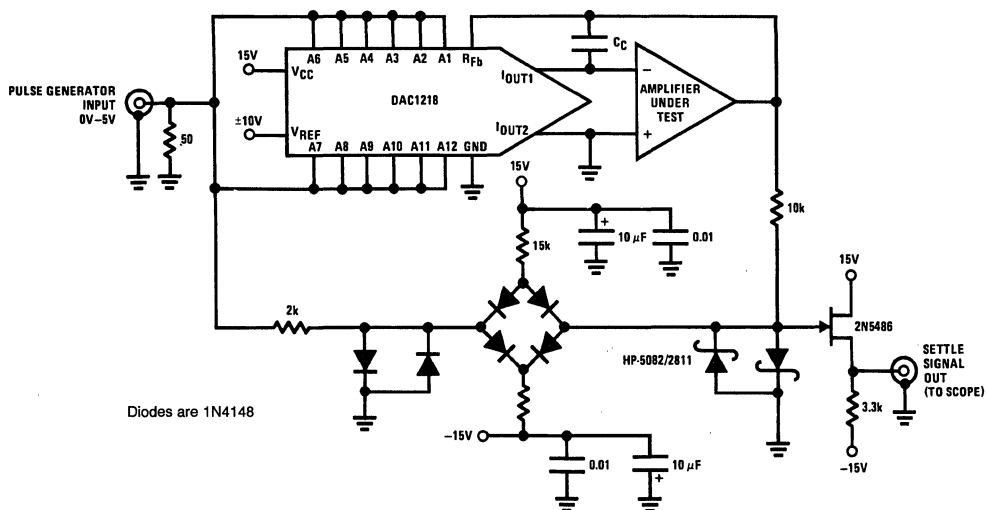 A6 A5 A4 A3 A2 A1 RFb
CC
15V
VCC
IOUT1
−
PULSE GENERATOR
INPUT
0V–5V
DAC1218
AMPLIFIER
UNDER
TEST
50
±10V
VREF
IOUT2
+
A7 A8 A9 A10 A11 A12 GND
15V
15k
+
10 μF
0.01
10k
15V
2k
2N5486
HP-5082/2811
SETTLE
SIGNAL
OUT
(TO SCOPE)
3.3k
Diodes are 1N4148
−15V
−15V
0.01
10 μF
+